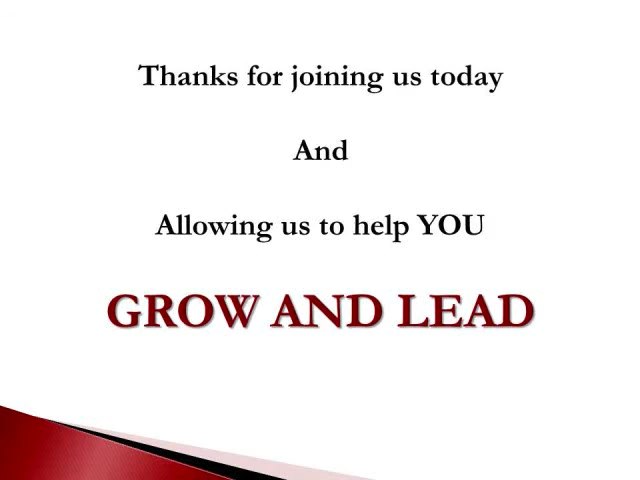 Thanks for joining us today
And
Allowing us to help YOU
GROW AND LEAD